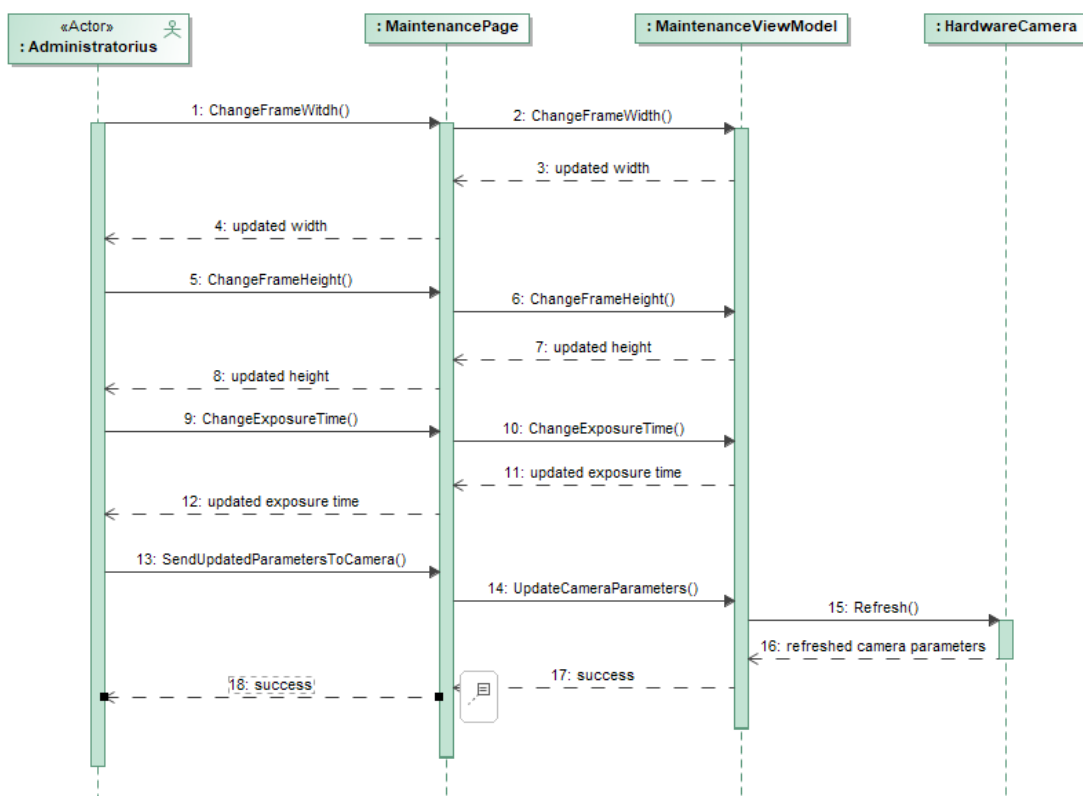 «Actor»
: Administratorius
: MaintenancePage
: MaintenanceViewModel
: HardwareCamera
1: ChangeFrameWitdh()
2: ChangeFrameWidth()
3: updated width
4: updated width
5: ChangeFrameHeight()
6: ChangeFrameHeight()
7: updated height
8: updated height
9: ChangeExposureTime()
10: ChangeExposureTime()
11: updated exposure time
12: updated exposure time
13: SendUpdatedParametersToCamera()
14: UpdateCameraParameters()
15: Refresh()
16: refreshed camera parameters
17: success
18: success